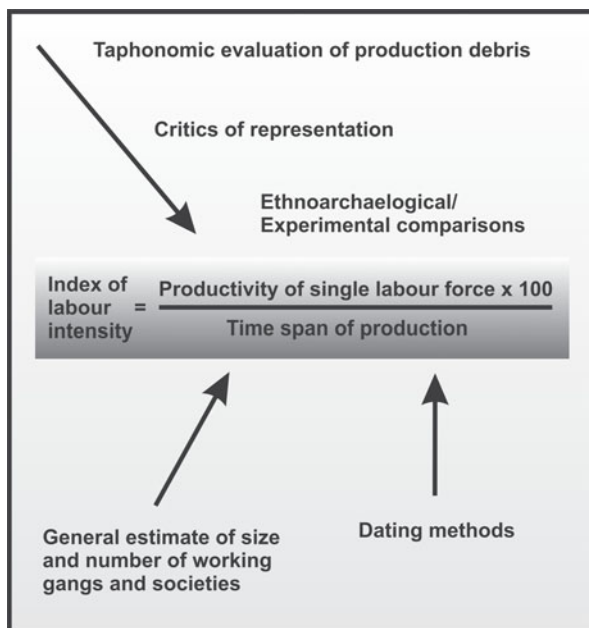 Taphonomic evaluation of production debris
Critics of representation
Ethnoarchaelogical/
Experimental comparisons
Index of
labour
intensity
=
Productivity of single labour force x 100
Time span of production
General estimate of size
and number of working
gangs and societies
Dating methods